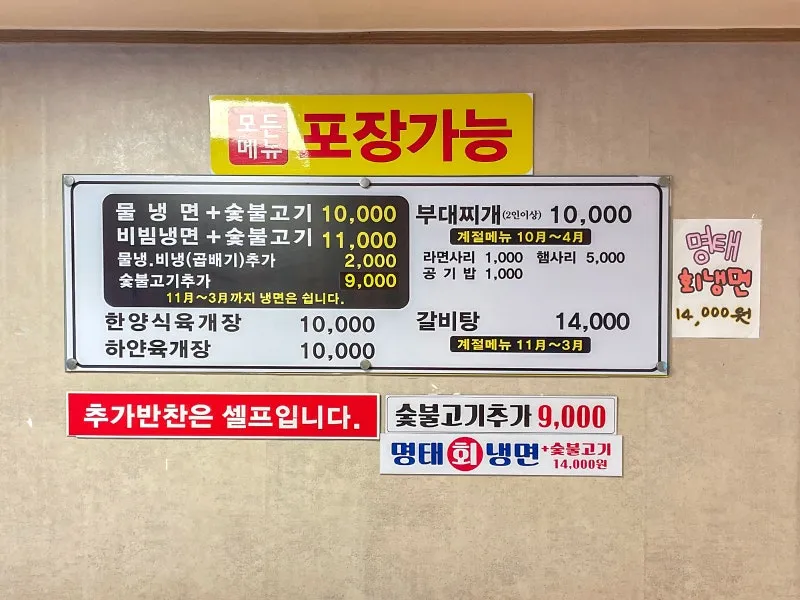 모든
메뉴
포장가능
물냉면+숯불고기 10,000
비빔냉면+숯불고기 11,000
물냉.비냉(곱배기)추가 2,000
숯불고기추가 9,000
11月~3月까지 냉면은 쉽니다.
한양식육개장 10,000
하얀육개장 10,000
부대찌개(2인이상) 10,000
계절메뉴 10月~4月
라면사리 1,000 햄사리 5,000
공기밥 1,000
갈비탕 14,000
계절메뉴 11月~3月
명태
회냉면
14,000원
추가반찬은 셀프입니다.
숯불고기추가 9,000
명태회냉면+숯불고기
14,000원